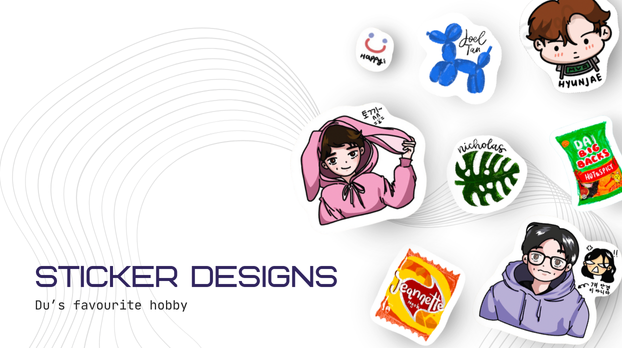 Happy!
Joel
Tan
HYUNJAE
nicholas
DAI
BIG
BACKS
HOT&SPICY
Jeannette
STICKER DESIGNS
Du's favourite hobby